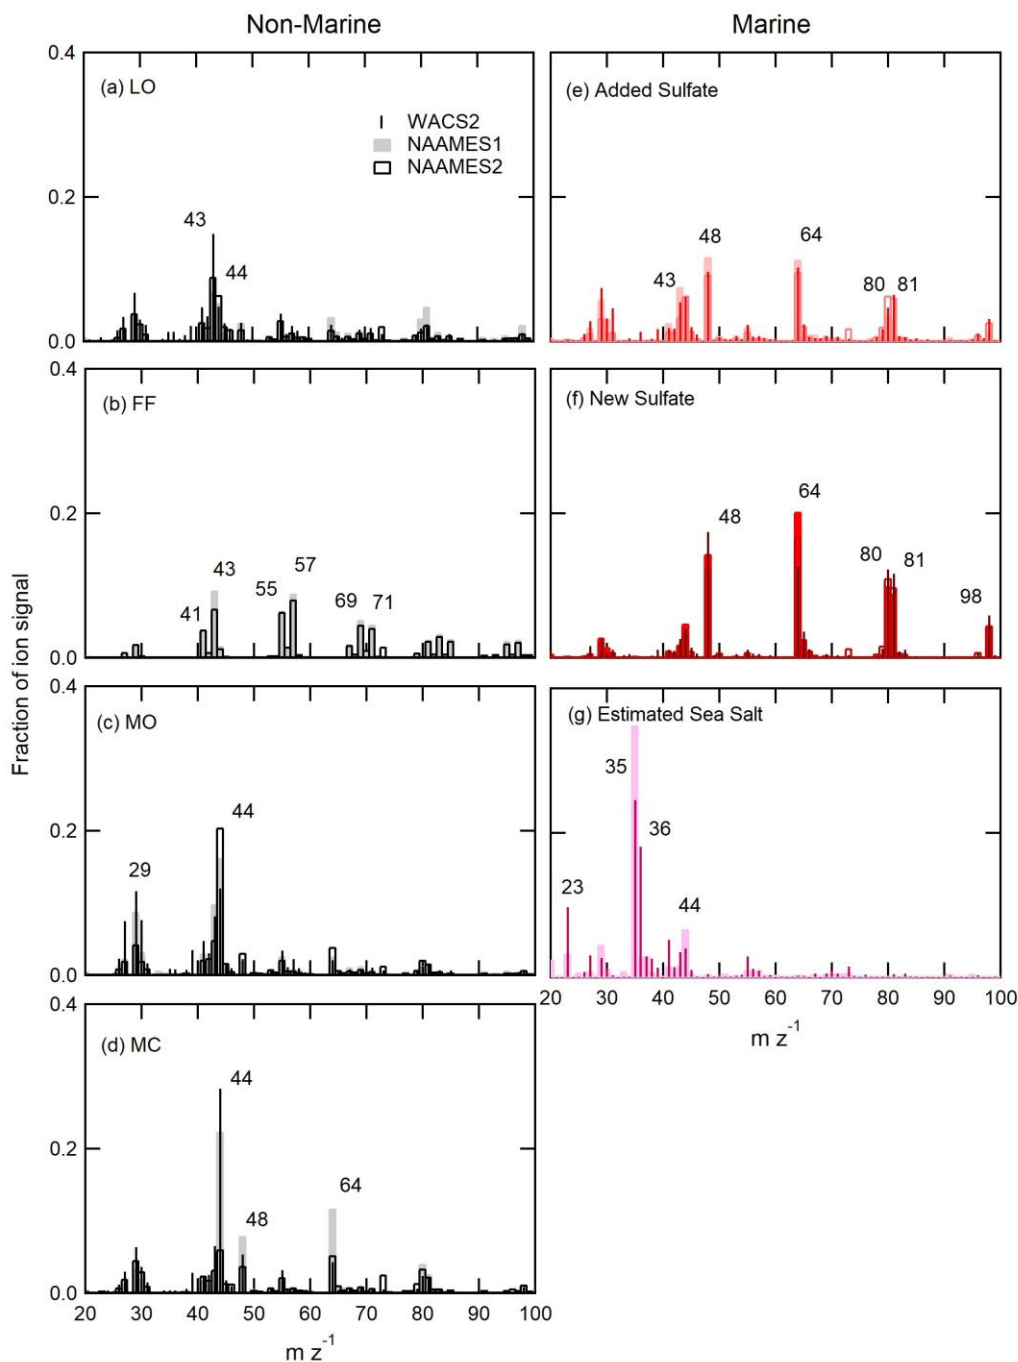 Non-Marine
Marine
Fraction of ion signal
0.4
0.2
0.0
(a) LO
WACS2
NAAMES1
NAAMES2
43
44
(e) Added Sulfate
43
48
64
80
81
0.4
0.2
0.0
(b) FF
41
43
55
57
69
71
(f) New Sulfate
48
64
80
81
98
0.4
0.2
0.0
(c) MO
29
44
(g) Estimated Sea Salt
23
35
36
44
20 30 40 50 60 70 80 90 100
m z-1
0.4
0.2
0.0
(d) MC
44
48
64
20 30 40 50 60 70 80 90 100
m z-1